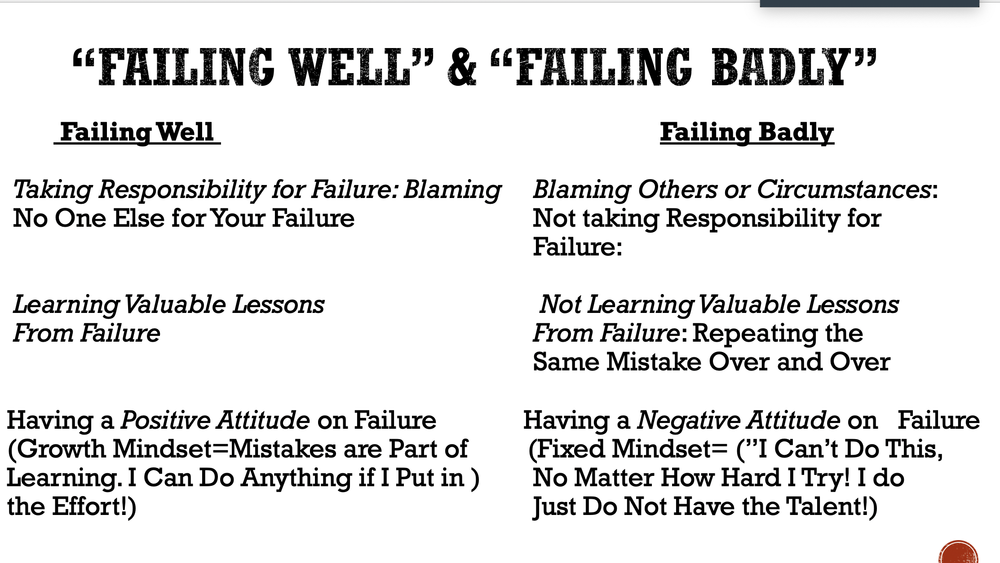 “FAILING WELL” & “FAILING BADLY”
Failing Well
Taking Responsibility for Failure: Blaming
No One Else for Your Failure
Learning Valuable Lessons
From Failure
Having a Positive Attitude on Failure
(Growth Mindset=Mistakes are Part of
Learning. I Can Do Anything if I Put in )
the Effort!)
Failing Badly
Blaming Others or Circumstances:
Not taking Responsibility for
Failure:
Not Learning Valuable Lessons
From Failure: Repeating the
Same Mistake Over and Over
Having a Negative Attitude on Failure
(Fixed Mindset= (”I Can’t Do This,
No Matter How Hard I Try! I do
Just Do Not Have the Talent!)